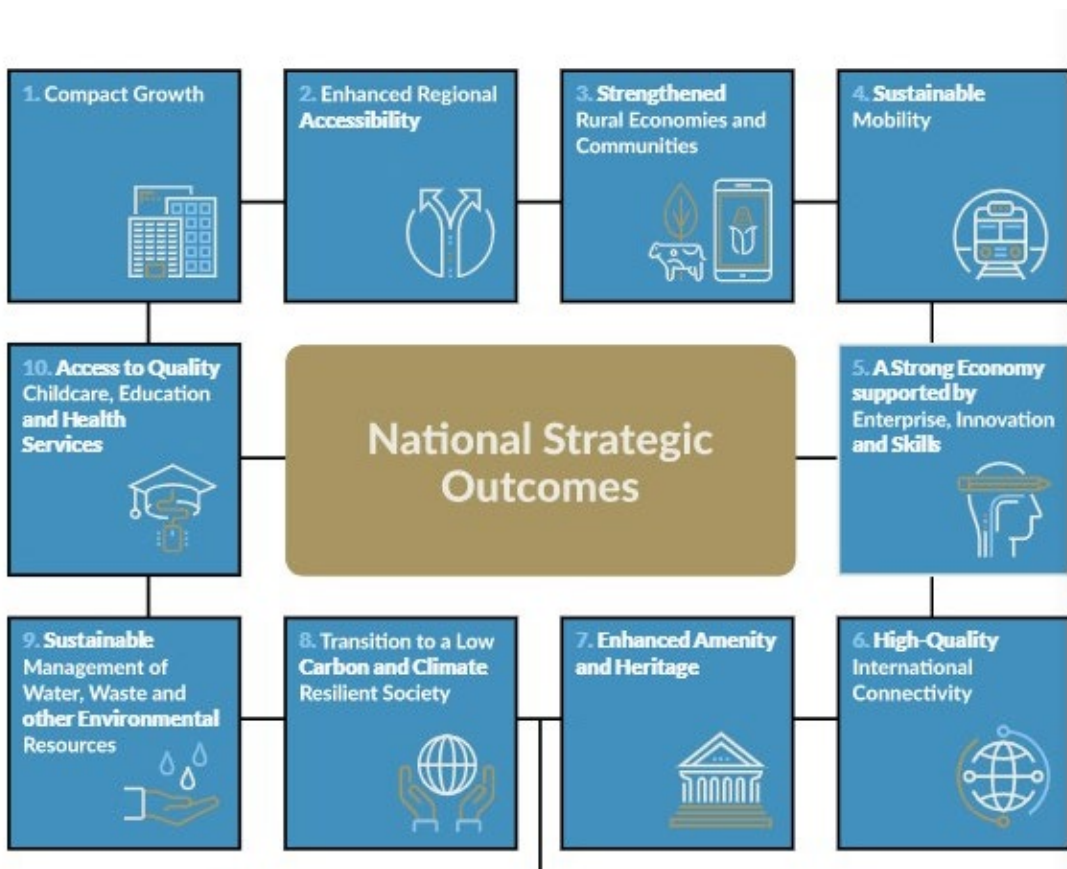 1. Compact Growth
2. Enhanced Regional
Accessibility
3. Strengthened
Rural Economies and
Communities
4. Sustainable
Mobility
10. Access to Quality
Childcare, Education
and Health
Services
National Strategic
Outcomes
5. A Strong Economy
supported by
Enterprise, Innovation
and Skills
9. Sustainable
Management of
Water, Waste and
other Environmental
Resources
8. Transition to a Low
Carbon and Climate
Resilient Society
7. Enhanced Amenity
and Heritage
6. High-Quality
International
Connectivity